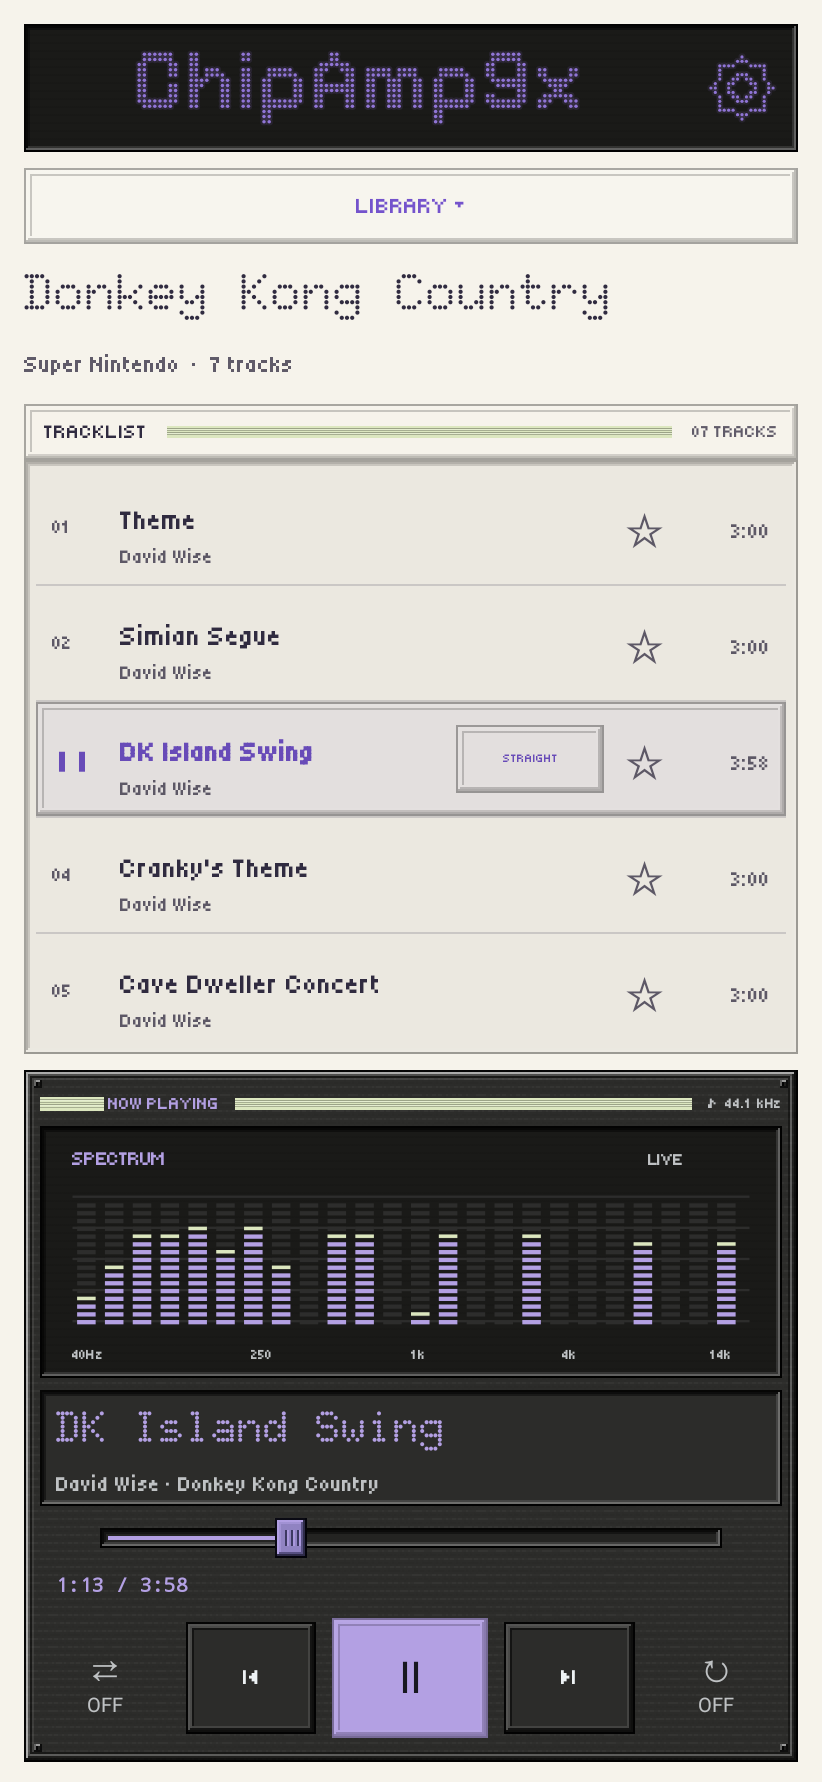 ChipAmp9x
LIBRARY
Donkey Kong Country
Super Nintendo · 7 tracks
TRACKLIST 07 TRACKS
01 Theme 3:00
David Wise
02 Simian Segue 3:00
David Wise
DK Island Swing STRAIGHT 3:58
David Wise
04 Cranky's Theme 3:00
David Wise
05 Cave Dweller Concert 3:00
David Wise
NOW PLAYING ♪ 44.1 kHz
SPECTRUM LIVE
40Hz 250 1k 4k 14k
DK Island Swing
David Wise · Donkey Kong Country
1:13 / 3:58
OFF OFF